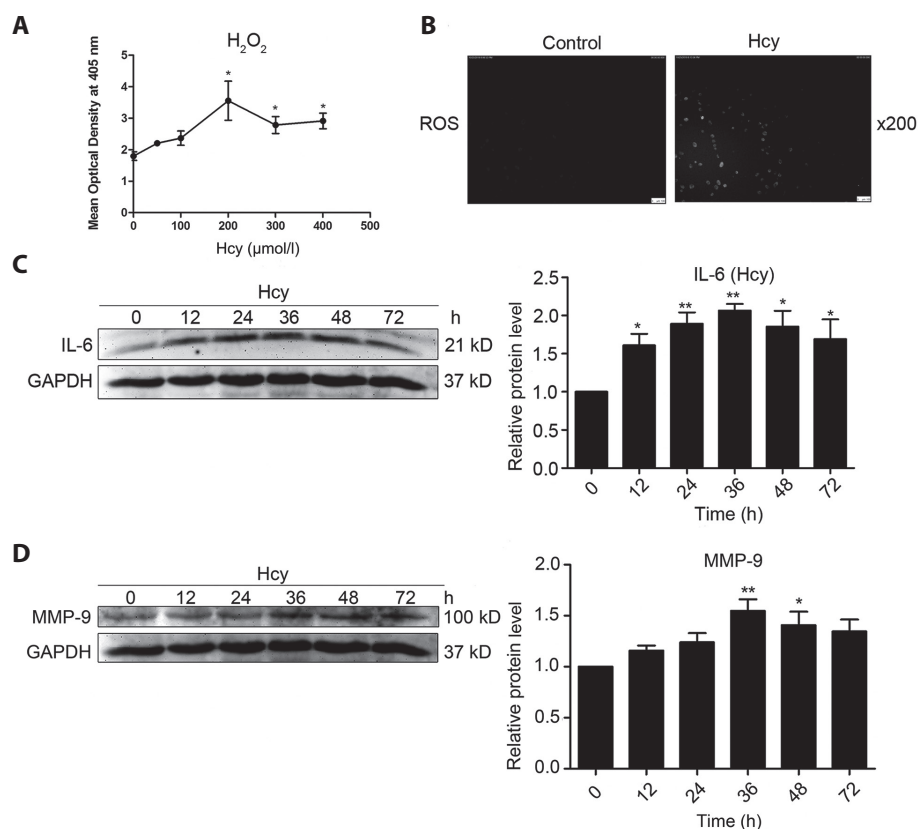 A
H₂O₂
Mean Optical Density at 405 nm
5
4
3
2
1
0
*
*
*
0 100 200 300 400 500
Hcy (µmol/l)
B
Control Hcy
ROS x200
C
Hcy
0 12 24 36 48 72 h
IL-6 21 kD
GAPDH 37 kD
IL-6 (Hcy)
Relative protein level
2.5
2.0
1.5
1.0
0.5
0.0
* ** ** * *
0 12 24 36 48 72
Time (h)
D
Hcy
0 12 24 36 48 72 h
MMP-9 100 kD
GAPDH 37 kD
MMP-9
Relative protein level
2.0
1.5
1.0
0.5
0.0
** *
0 12 24 36 48 72
Time (h)